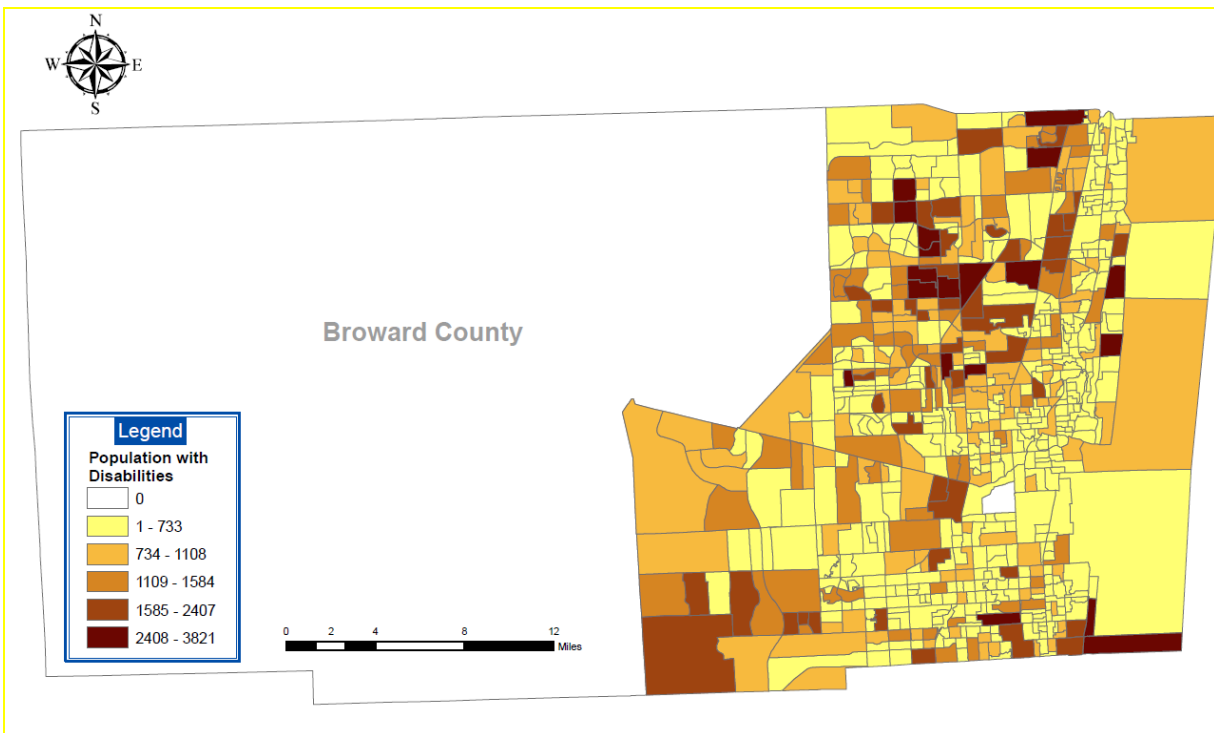 N
W E
S
Broward County
Legend
Population with
Disabilities
0
1 - 733
734 - 1108
1109 - 1584
1585 - 2407
2408 - 3821
0 2 4 8 12
Miles